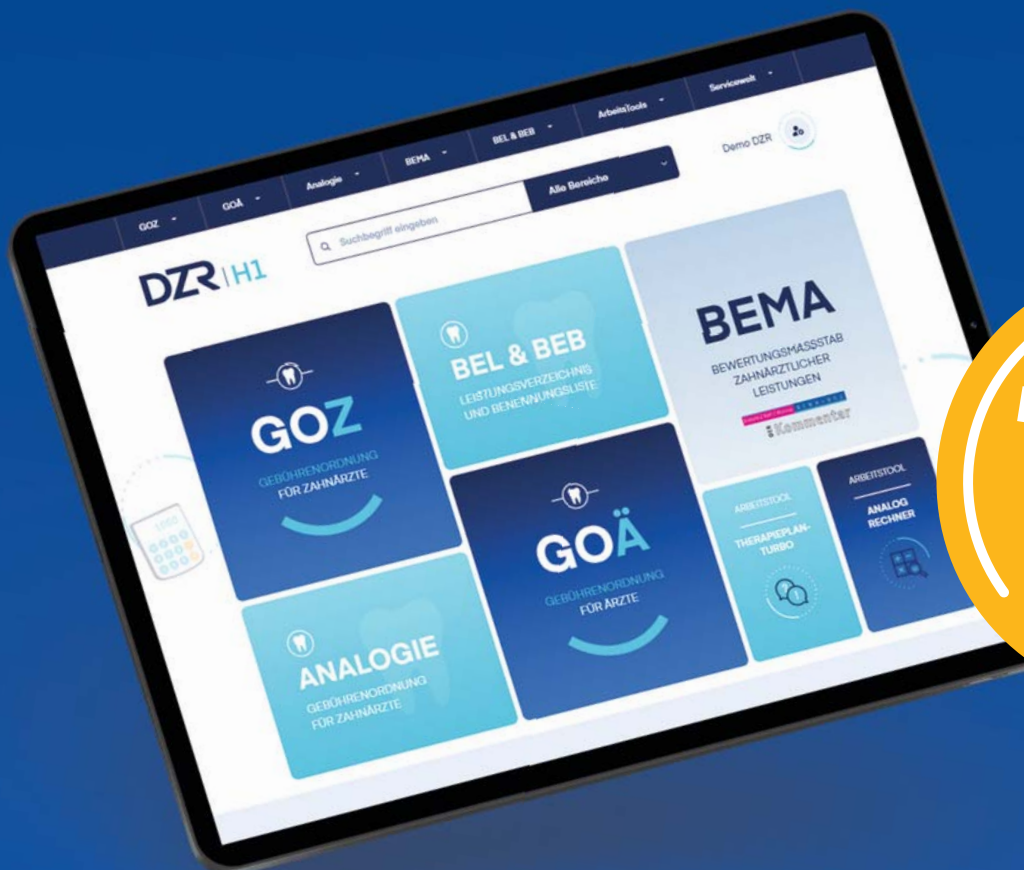 GOZ
GOÄ
Analogie
BEMA
BEL & BEB
ArbeitsTools
Servicewelt
DZR | H1
Suchbegriff eingeben
Alle Bereiche
Demo DZR
GOZ
GEBÜHRENORDNUNG
FÜR ZAHNÄRZTE
BEL & BEB
LEISTUNGSVERZEICHNIS
UND BENENNUNGSLISTE
BEMA
BEWERTUNGSMASSSTAB
ZAHNÄRZTLICHER
LEISTUNGEN
Kommentar
ANALOGIE
GEBÜHRENORDNUNG
FÜR ZAHNÄRZTE
GOÄ
GEBÜHRENORDNUNG
FÜR ÄRZTE
ARBEITSTOOL
THERAPIEPLAN-
TURBO
ARBEITSTOOL
ANALOG
RECHNER